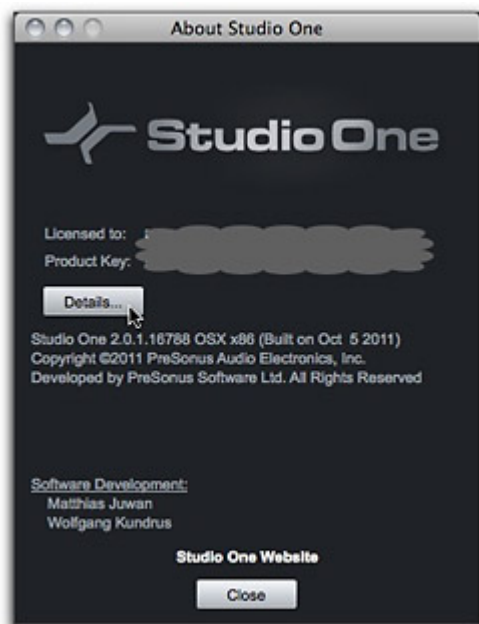 About Studio One
Studio One
Licensed to:
Product Key:
Details...
Studio One 2.0.1.16788 OSX x86 (Built on Oct 5 2011)
Copyright ©2011 PreSonus Audio Electronics, Inc.
Developed by PreSonus Software Ltd. All Rights Reserved
Software Development:
Matthias Juwan
Wolfgang Kundrus
Studio One Website
Close